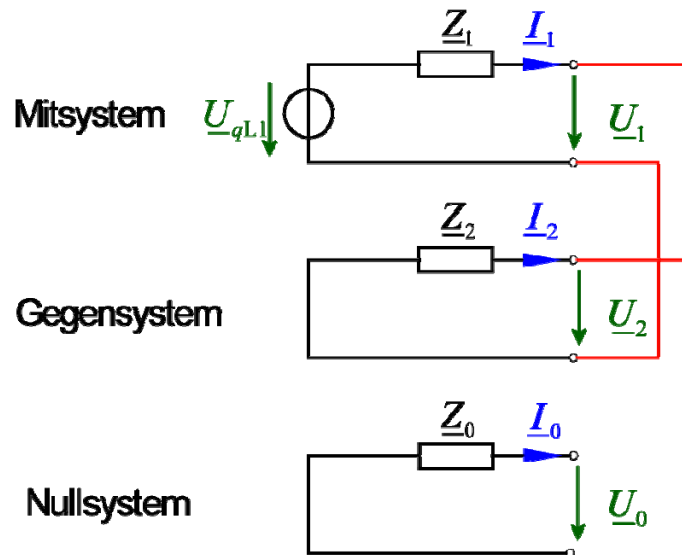 Z1 I1
Mitsystem UqL1 U1
Z2 I2
Gegensystem U2
Z0 I0
Nullsystem U0